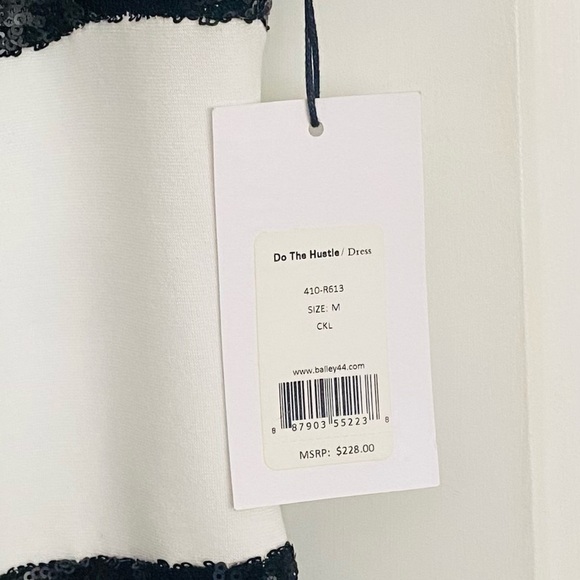 Do The Hustle/ Dress
410-R613
SIZE: M
CKL
www.bailey44.com
8 87903 55223 8
MSRP: $228.00